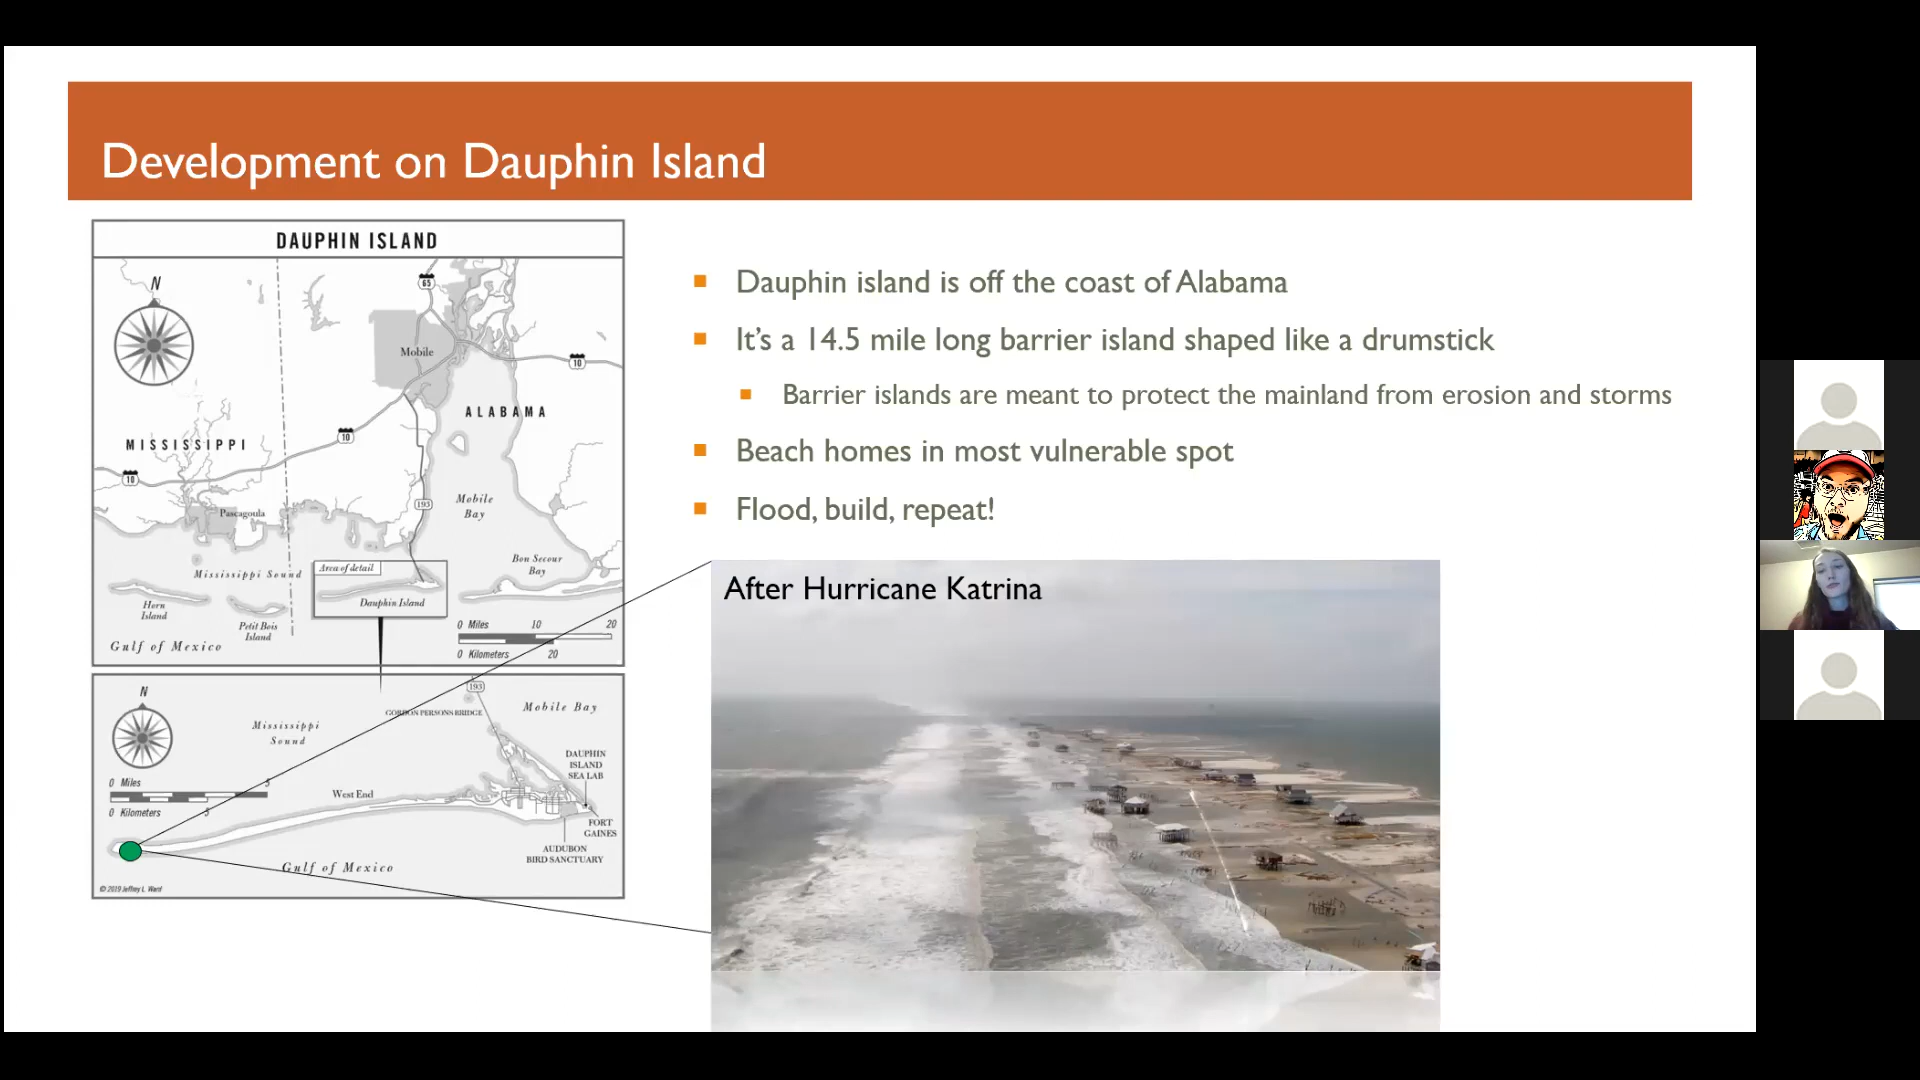 Development on Dauphin Island
DAUPHIN ISLAND
N
65
Mobile
10
ALABAMA
10
MISSISSIPPI
10
Mobile
Bay
193
Pascagoula
Bon Secour
Bay
Mississippi Sound
Area of detail
Dauphin Island
Horn
Island
Petit Bois
Island
Gulf of Mexico
0 Miles 10 20
0 Kilometers 20
N
193
GORDON PERSONS BRIDGE
Mobile Bay
Mississippi
Sound
DAUPHIN
ISLAND
SEA LAB
0 Miles 5
0 Kilometers 5
West End
FORT
GAINES
AUDUBON
BIRD SANCTUARY
Gulf of Mexico
© 2019 Jeffrey L. Ward
Dauphin island is off the coast of Alabama
It's a 14.5 mile long barrier island shaped like a drumstick
Barrier islands are meant to protect the mainland from erosion and storms
Beach homes in most vulnerable spot
Flood, build, repeat!
After Hurricane Katrina